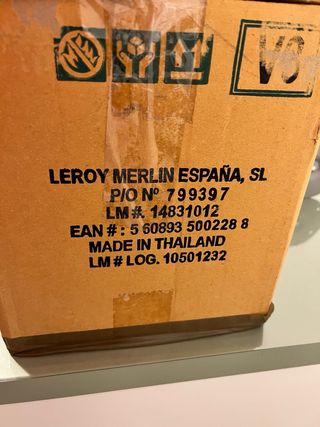 V8
LEROY MERLIN ESPAÑA, SL
P/O Nº 799397
LM #. 14831012
EAN # : 5 60893 500228 8
MADE IN THAILAND
LM # LOG. 10501232